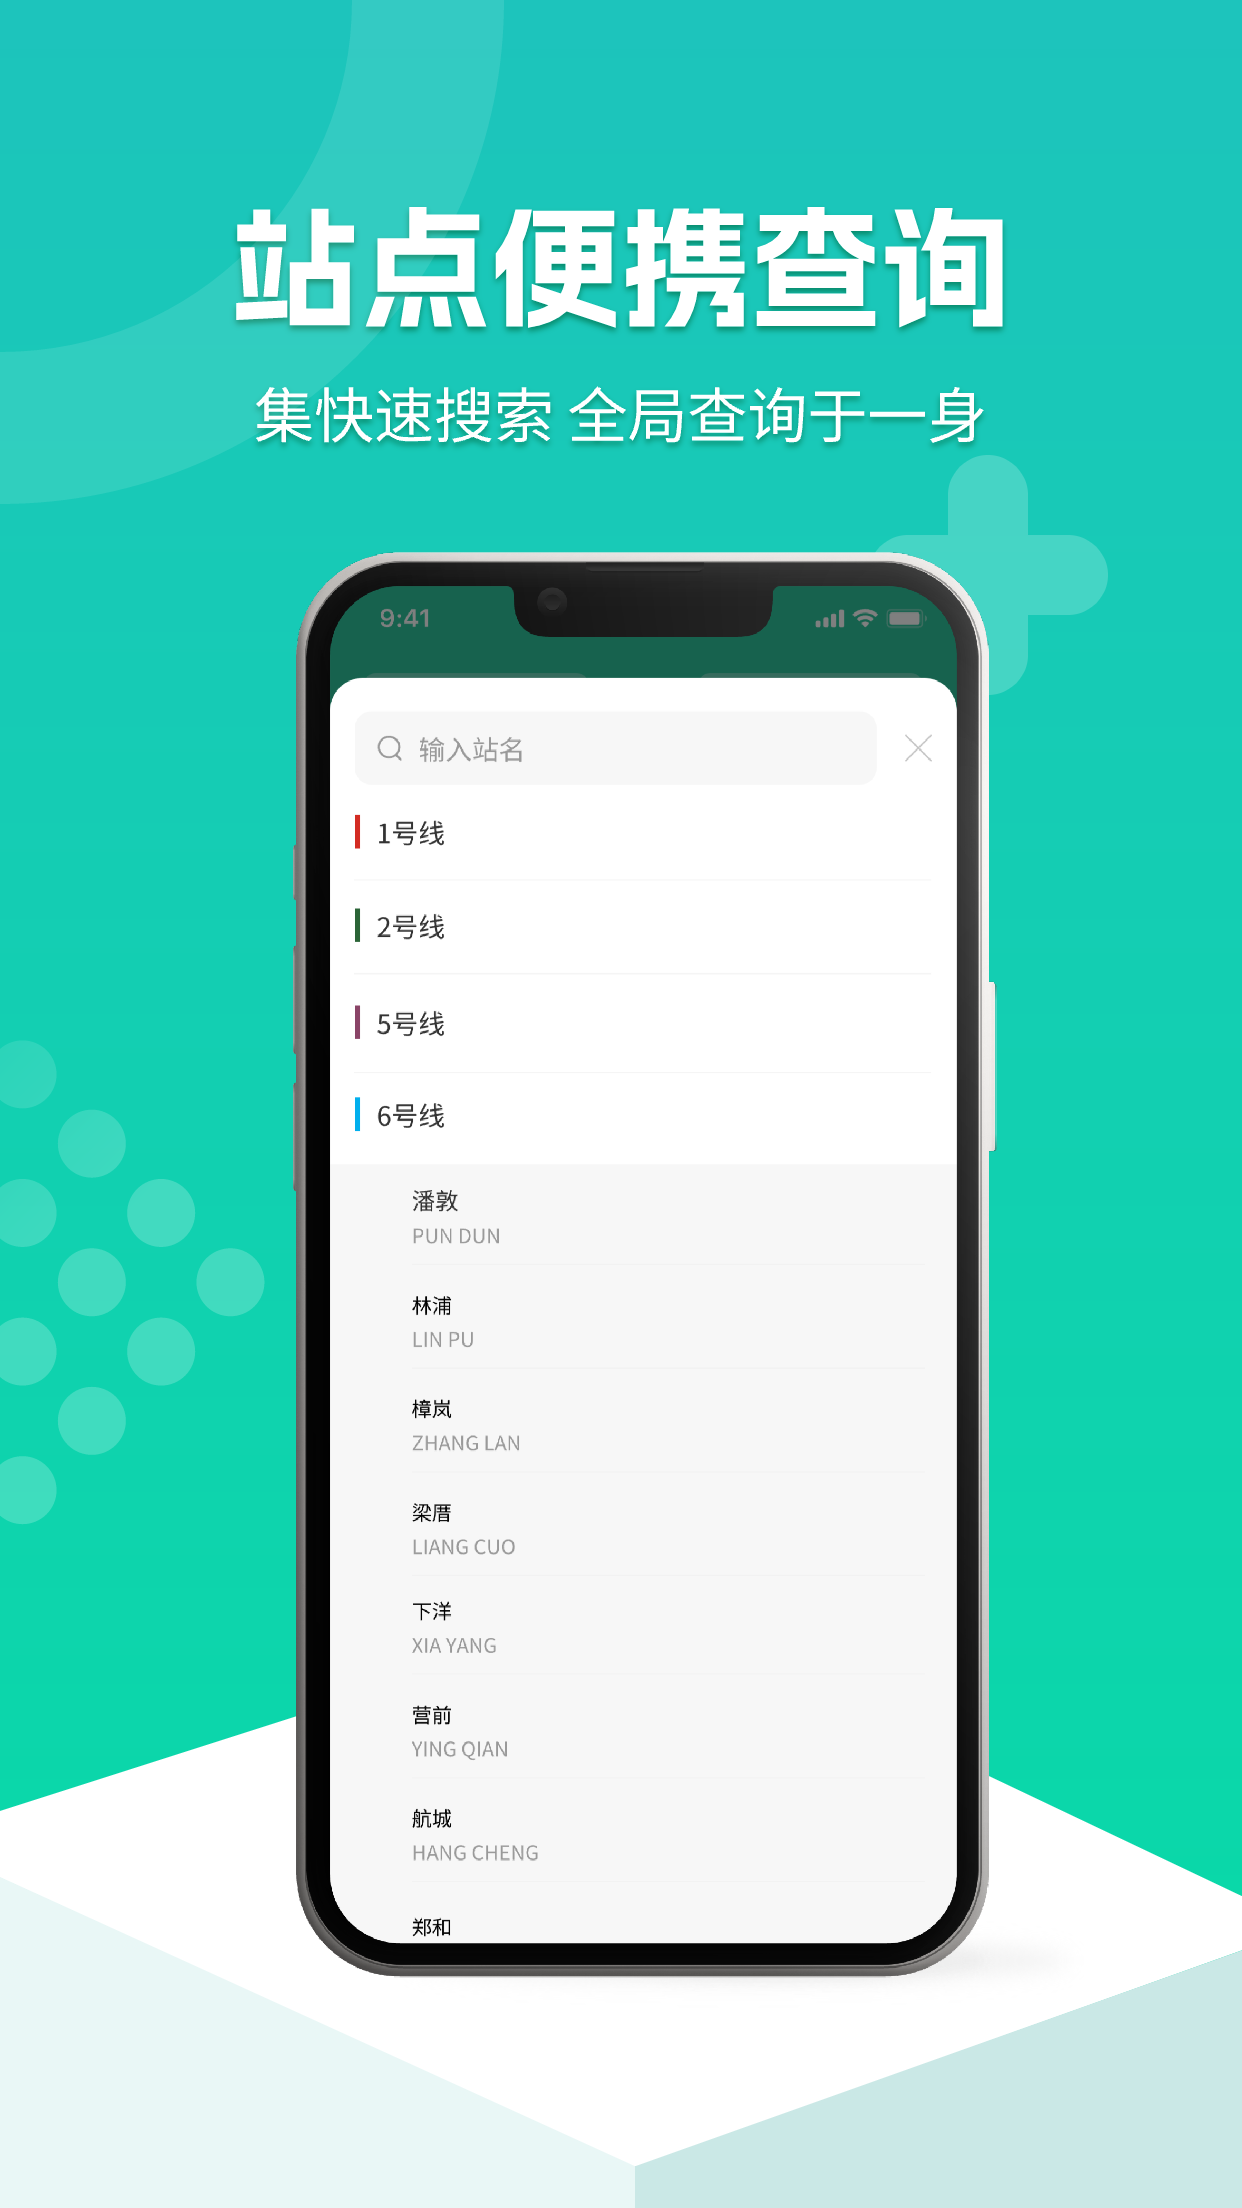 站点便携查询
集快速搜索 全局查询于一身
9:41
输入站名
1号线
2号线
5号线
6号线
潘敦
PUN DUN
林浦
LIN PU
樟岚
ZHANG LAN
梁厝
LIANG CUO
下洋
XIA YANG
营前
YING QIAN
航城
HANG CHENG
郑和